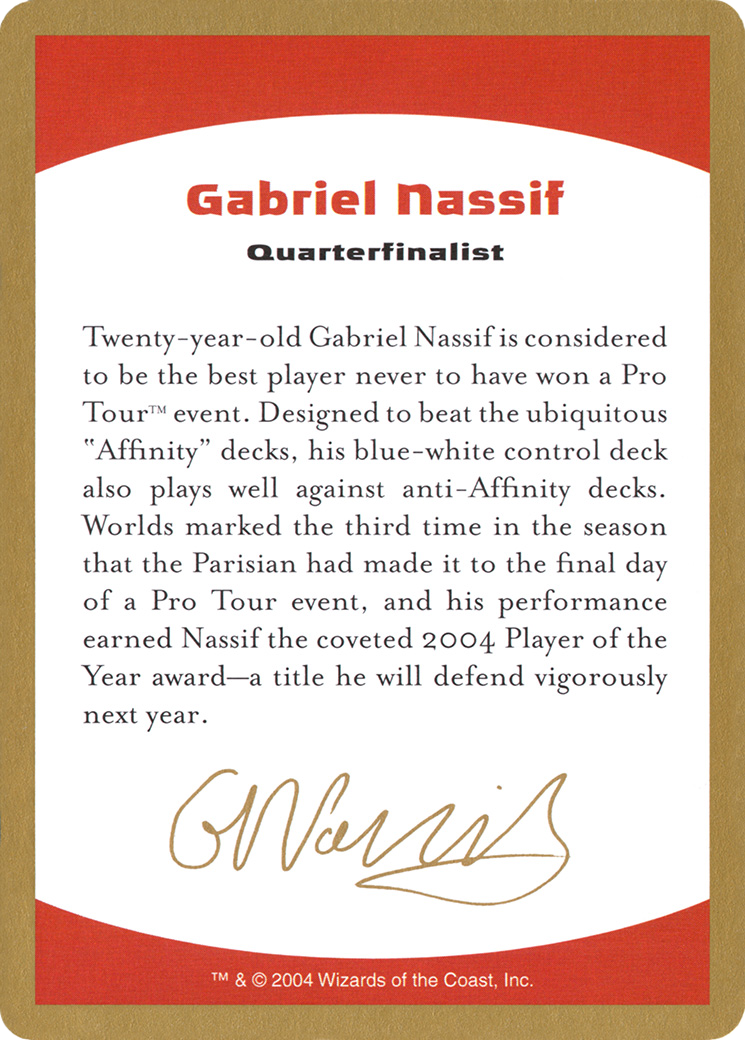 Gabriel Nassif
Quarterfinalist
Twenty-year-old Gabriel Nassif is considered
to be the best player never to have won a Pro
Tour™ event. Designed to beat the ubiquitous
"Affinity” decks, his blue-white control deck
also plays well against anti-Affinity decks.
Worlds marked the third time in the season
that the Parisian had made it to the final day
of a Pro Tour event, and his performance
earned Nassif the coveted 2004 Player of the
Year award—a title he will defend vigorously
next year.
GNassif
™ & © 2004 Wizards of the Coast, Inc.